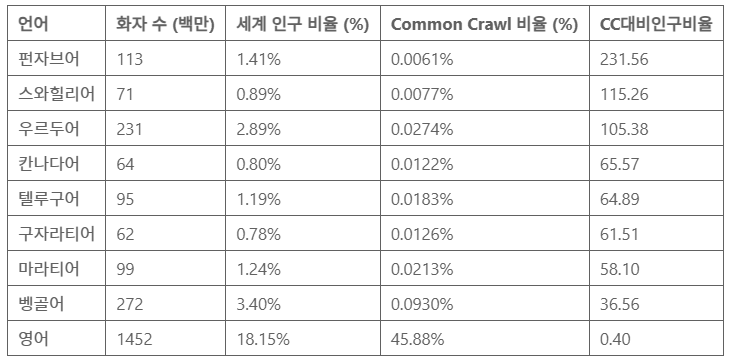 언어 화자 수 (백만) 세계 인구 비율 (%) Common Crawl 비율 (%) CC대비인구비율
펀자브어 113 1.41% 0.0061% 231.56
스와힐리어 71 0.89% 0.0077% 115.26
우르두어 231 2.89% 0.0274% 105.38
칸나다어 64 0.80% 0.0122% 65.57
텔루구어 95 1.19% 0.0183% 64.89
구자라티어 62 0.78% 0.0126% 61.51
마라티어 99 1.24% 0.0213% 58.10
벵골어 272 3.40% 0.0930% 36.56
영어 1452 18.15% 45.88% 0.40